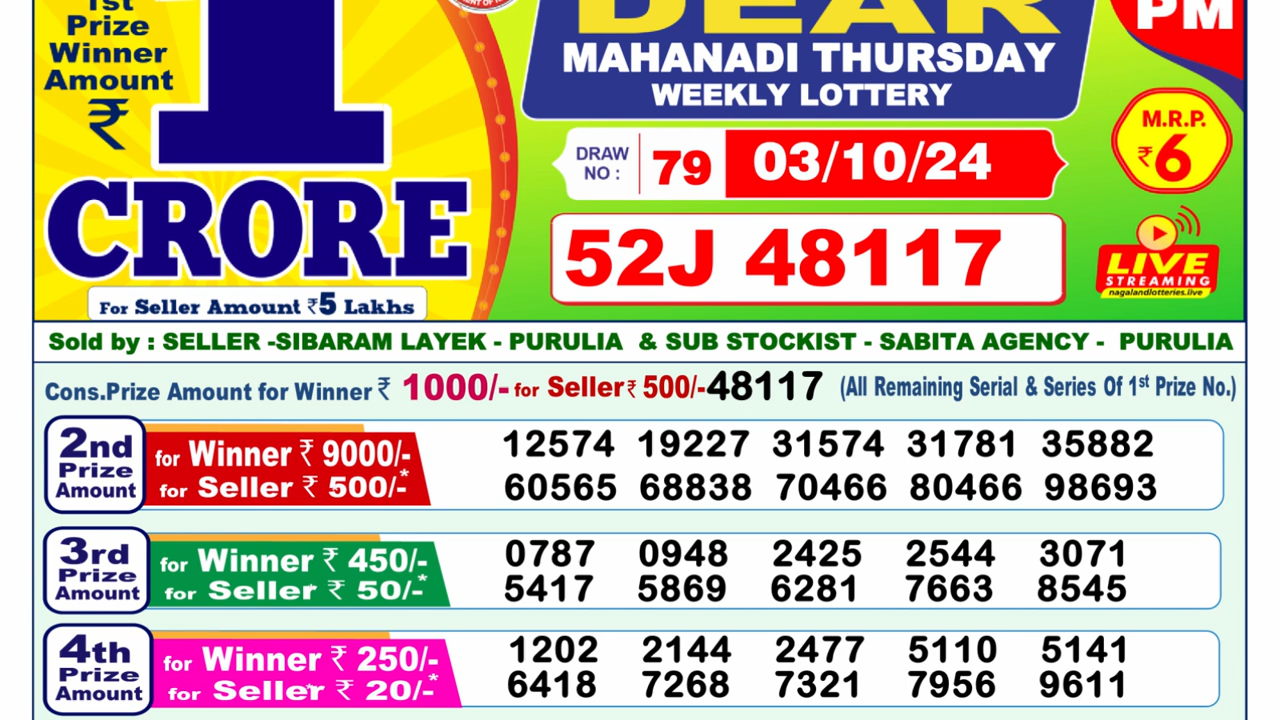 1st
Prize
Winner
Amount
₹
1
CRORE
For Seller Amount ₹5 Lakhs
DEAR
MAHANADI THURSDAY
WEEKLY LOTTERY
PM
DRAW NO : 79 03/10/24
M.R.P.
₹6
52J 48117
LIVE
STREAMING
nagalandlotteries.live
Sold by : SELLER -SIBARAM LAYEK - PURULIA & SUB STOCKIST - SABITA AGENCY - PURULIA
Cons.Prize Amount for Winner ₹ 1000/- for Seller ₹ 500/- 48117 (All Remaining Serial & Series Of 1st Prize No.)
2nd
Prize
Amount
for Winner ₹ 9000/-
for Seller ₹ 500/-*
12574 19227 31574 31781 35882
60565 68838 70466 80466 98693
3rd
Prize
Amount
for Winner ₹ 450/-
for Seller ₹ 50/-*
0787 0948 2425 2544 3071
5417 5869 6281 7663 8545
4th
Prize
Amount
for Winner ₹ 250/-
for Seller ₹ 20/-*
1202 2144 2477 5110 5141
6418 7268 7321 7956 9611